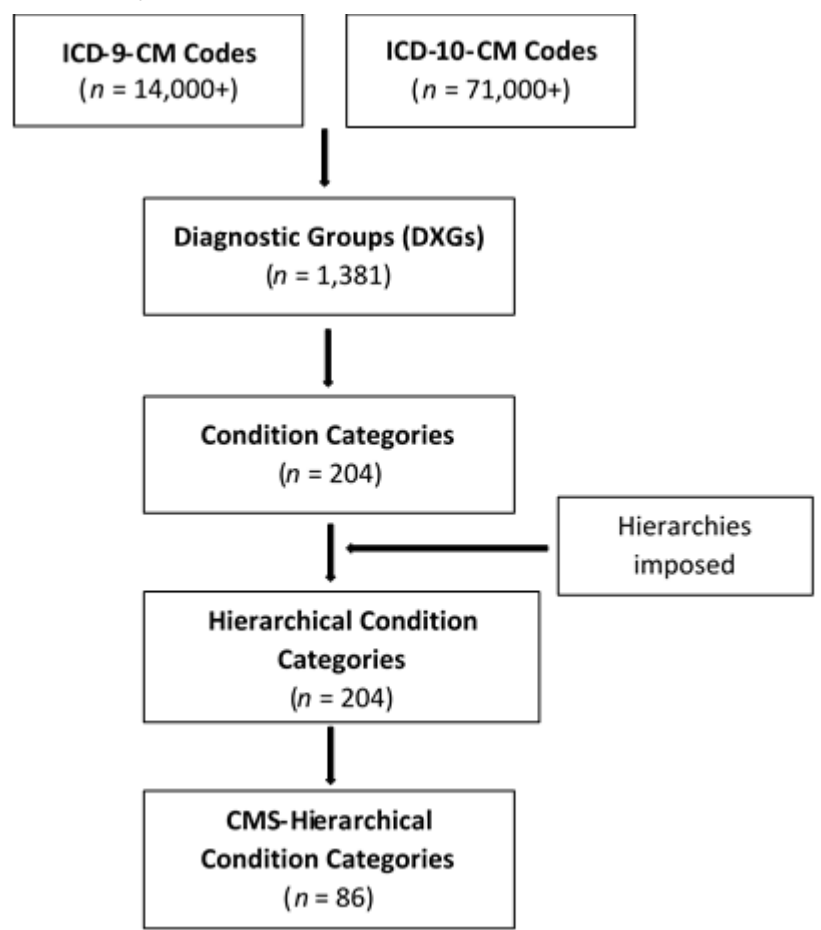 ICD-9-CM Codes
(n = 14,000+)
ICD-10-CM Codes
(n = 71,000+)
Diagnostic Groups (DXGs)
(n = 1,381)
Condition Categories
(n = 204)
Hierarchies
imposed
Hierarchical Condition
Categories
(n = 204)
CMS-Hierarchical
Condition Categories
(n = 86)